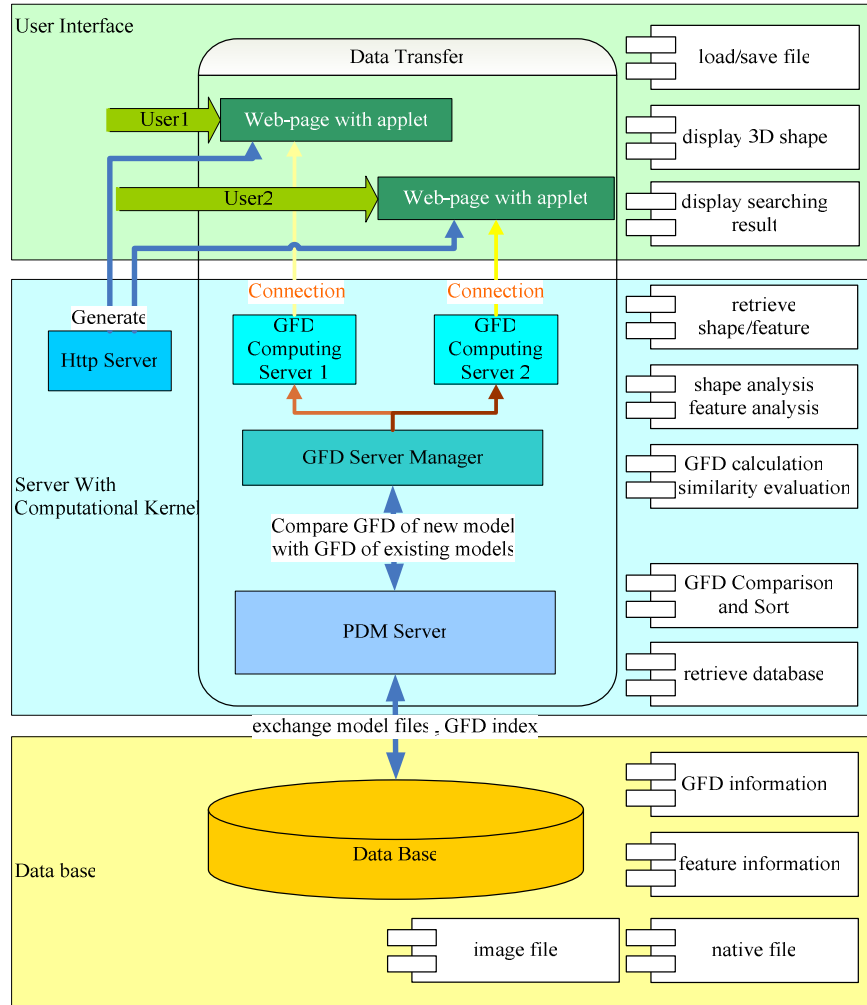 User Interface
Data Transfer
load/save file
User1
Web-page with applet
display 3D shape
User2
Web-page with applet
display searching
result
Connection
Connection
Generate
Http Server
GFD
Computing
Server 1
GFD
Computing
Server 2
retrieve
shape/feature
shape analysis
feature analysis
GFD Server Manager
GFD calculation
similarity evaluation
Server With
Computational Kernel
Compare GFD of new model
with GFD of existing models
PDM Server
GFD Comparison
and Sort
retrieve database
exchange model files , GFD index
GFD information
Data Base
Data base
feature information
image file
native file